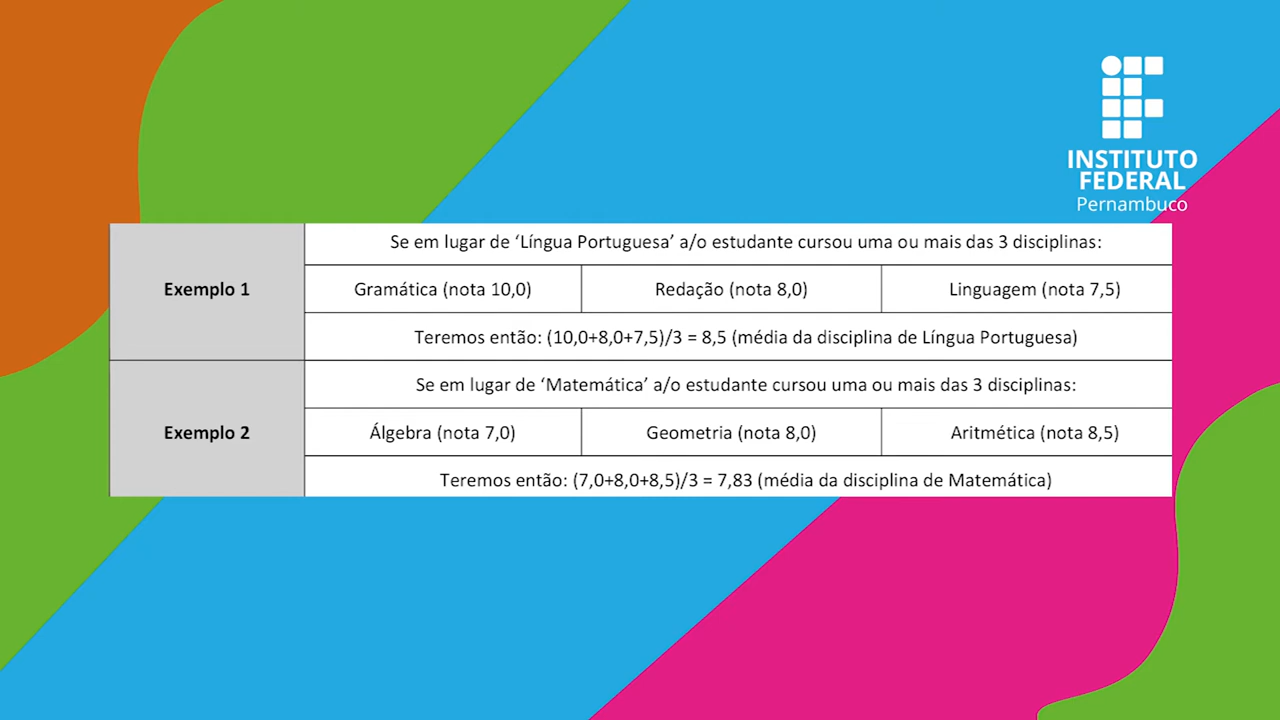 INSTITUTO
FEDERAL
Pernambuco
Exemplo 1
Se em lugar de ‘Língua Portuguesa’ a/o estudante cursou uma ou mais das 3 disciplinas:
Gramática (nota 10,0)
Redação (nota 8,0)
Linguagem (nota 7,5)
Teremos então: (10,0+8,0+7,5)/3 = 8,5 (média da disciplina de Língua Portuguesa)
Exemplo 2
Se em lugar de ‘Matemática’ a/o estudante cursou uma ou mais das 3 disciplinas:
Álgebra (nota 7,0)
Geometria (nota 8,0)
Aritmética (nota 8,5)
Teremos então: (7,0+8,0+8,5)/3 = 7,83 (média da disciplina de Matemática)